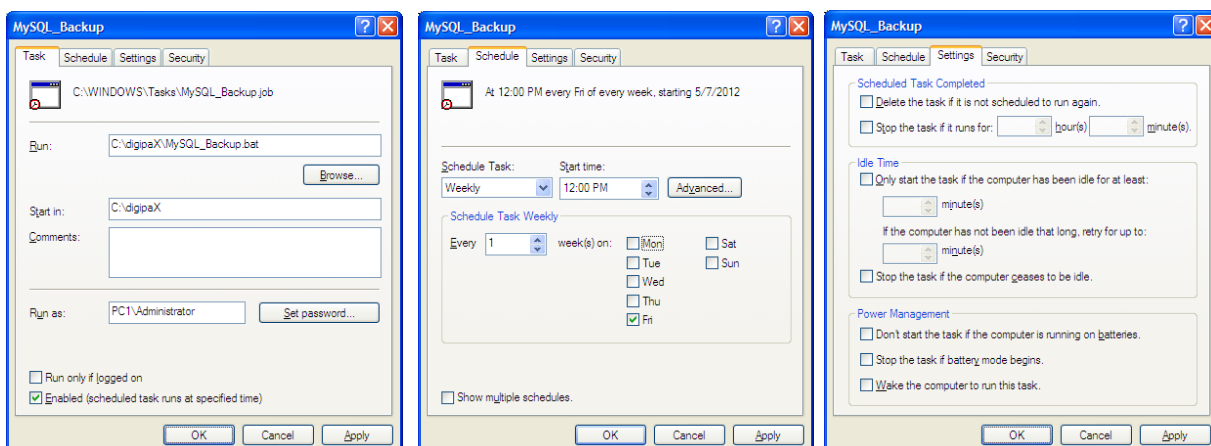 MySQL_Backup
Task Schedule Settings Security
C:\WINDOWS\Tasks\MySQL_Backup.job
Run: C:\digipaX\MySQL_Backup.bat
Browse...
Start in: C:\digipaX
Comments:
Run as: PC1\Administrator Set password...
Run only if logged on
Enabled (scheduled task runs at specified time)
OK Cancel Apply
MySQL_Backup
Task Schedule Settings Security
At 12:00 PM every Fri of every week, starting 5/7/2012
Schedule Task: Start time:
Weekly 12:00 PM Advanced...
Schedule Task Weekly
Every 1 week(s) on: Mon Sat
Tue Sun
Wed
Thu
Fri
Show multiple schedules.
OK Cancel Apply
MySQL_Backup
Task Schedule Settings Security
Scheduled Task Completed
Delete the task if it is not scheduled to run again.
Stop the task if it runs for: hour(s) minute(s).
Idle Time
Only start the task if the computer has been idle for at least:
minute(s)
If the computer has not been idle that long, retry for up to:
minute(s)
Stop the task if the computer ceases to be idle.
Power Management
Don't start the task if the computer is running on batteries.
Stop the task if battery mode begins.
Wake the computer to run this task.
OK Cancel Apply